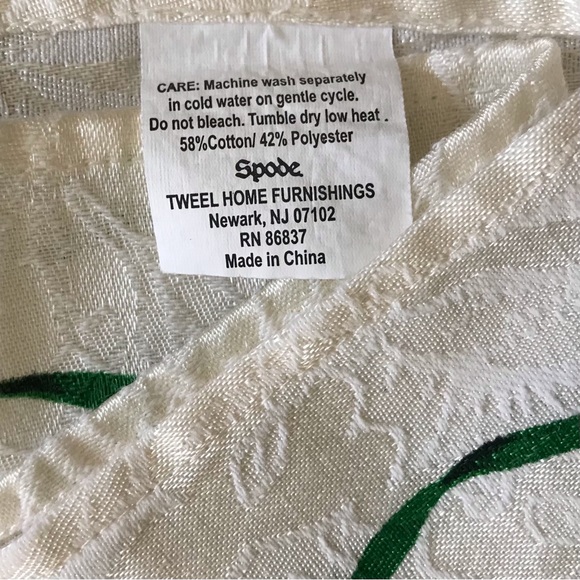 CARE: Machine wash separately
in cold water on gentle cycle.
Do not bleach. Tumble dry low heat .
58%Cotton/ 42% Polyester
Spode
TWEEL HOME FURNISHINGS
Newark, NJ 07102
RN 86837
Made in China